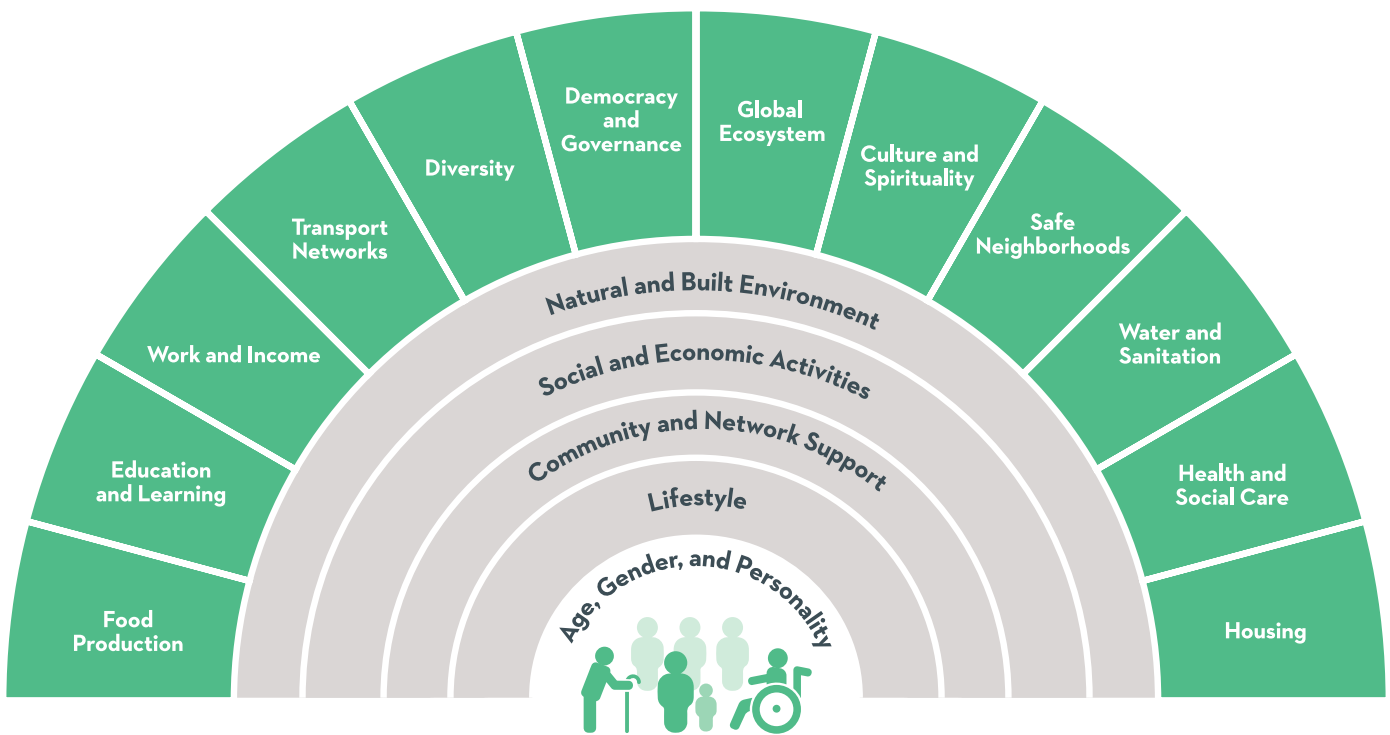 Food
Production
Education
and Learning
Work and Income
Transport
Networks
Diversity
Democracy
and
Governance
Global
Ecosystem
Culture and
Spirituality
Safe
Neighborhoods
Water and
Sanitation
Health and
Social Care
Housing
Natural and Built Environment
Social and Economic Activities
Community and Network Support
Lifestyle
Age, Gender, and Personality